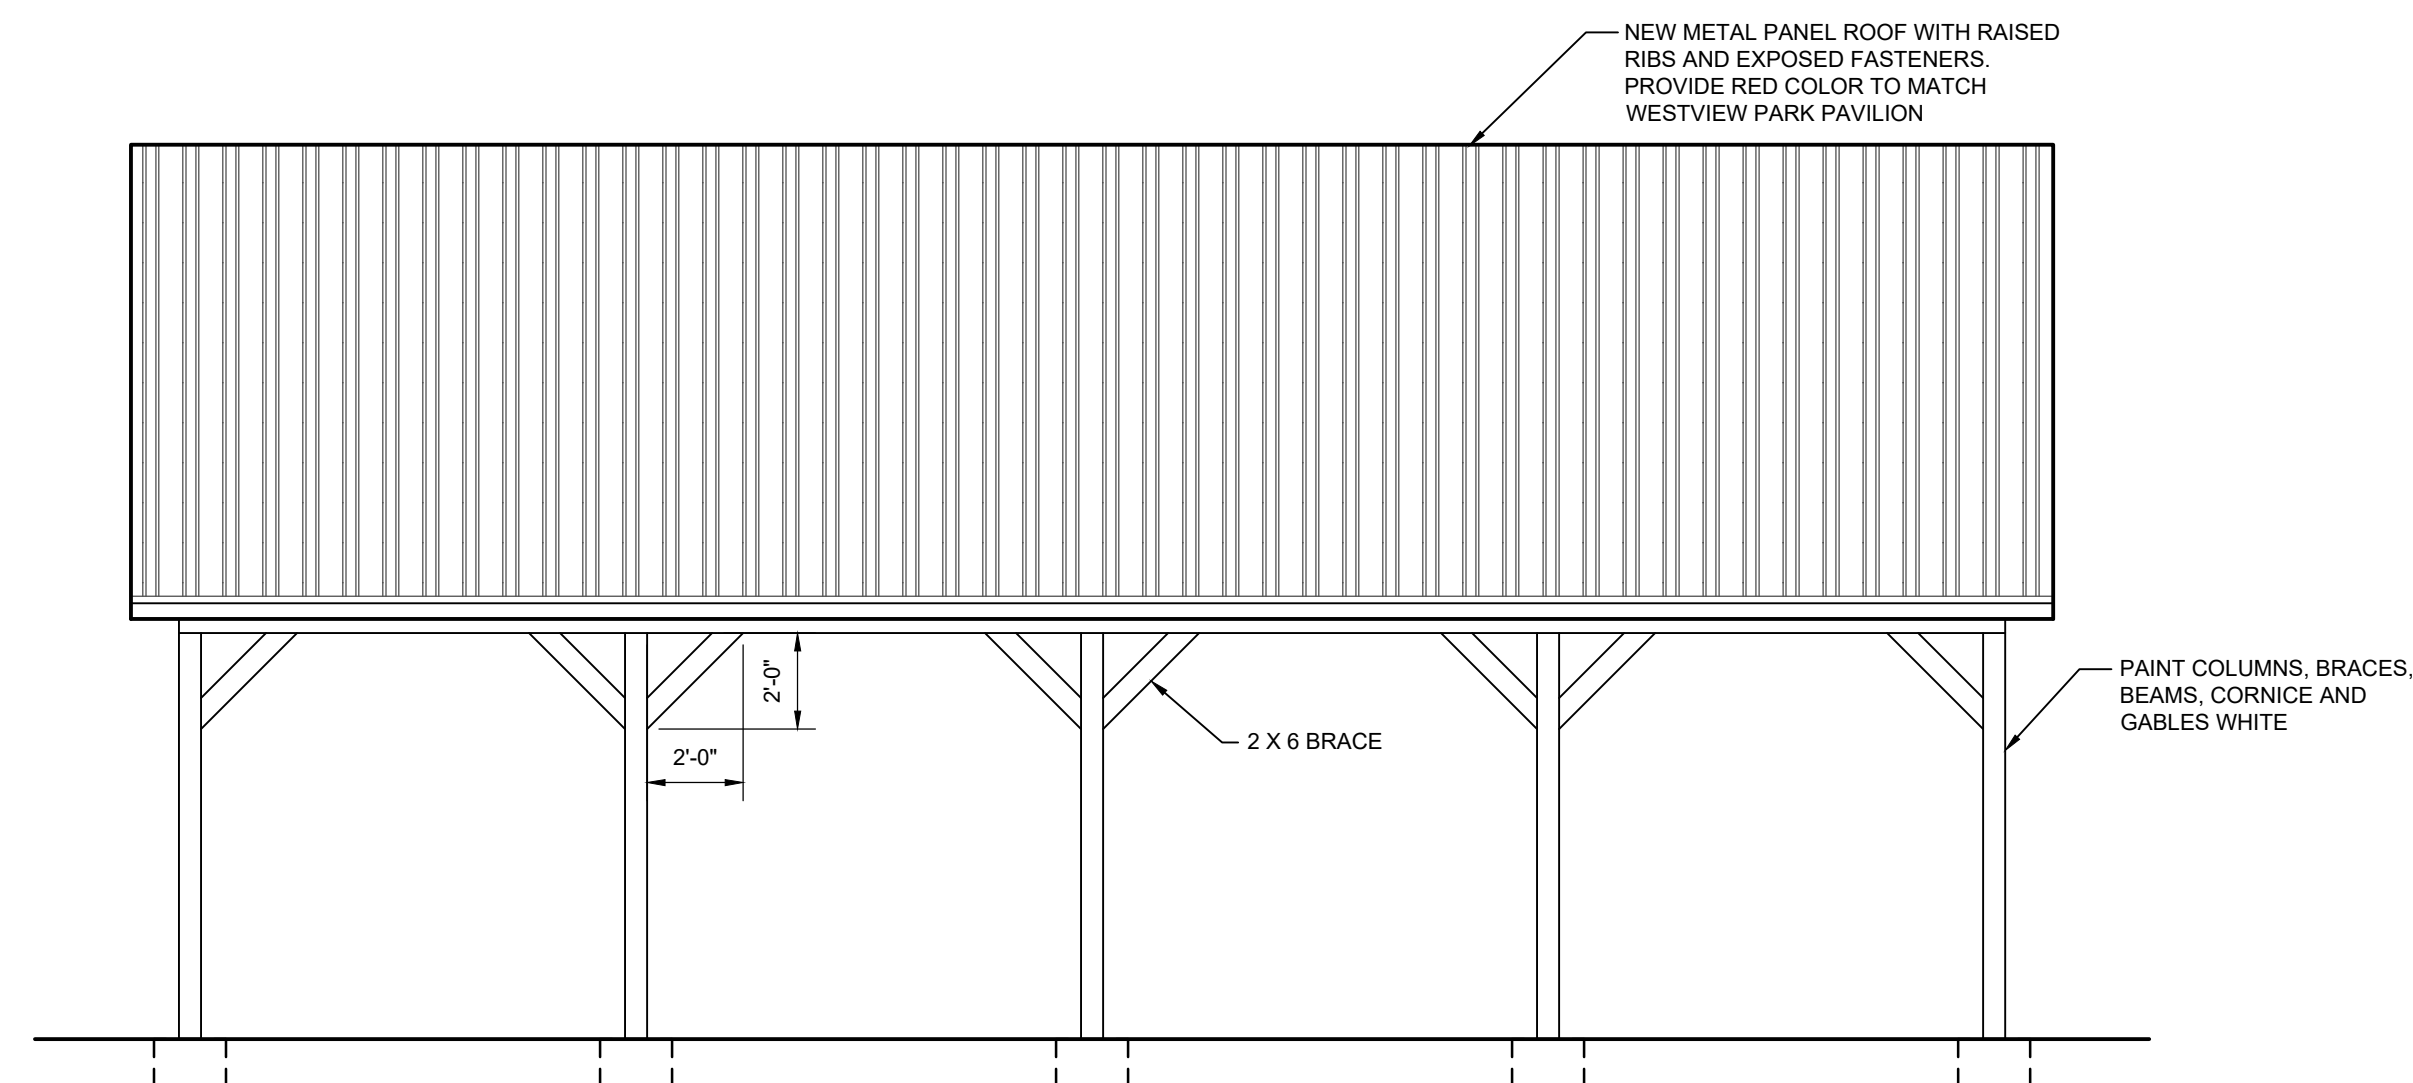 NEW METAL PANEL ROOF WITH RAISED
RIBS AND EXPOSED FASTENERS.
PROVIDE RED COLOR TO MATCH
WESTVIEW PARK PAVILION
PAINT COLUMNS, BRACES,
BEAMS, CORNICE AND
GABLES WHITE
2'-0"
2'-0"
2 X 6 BRACE